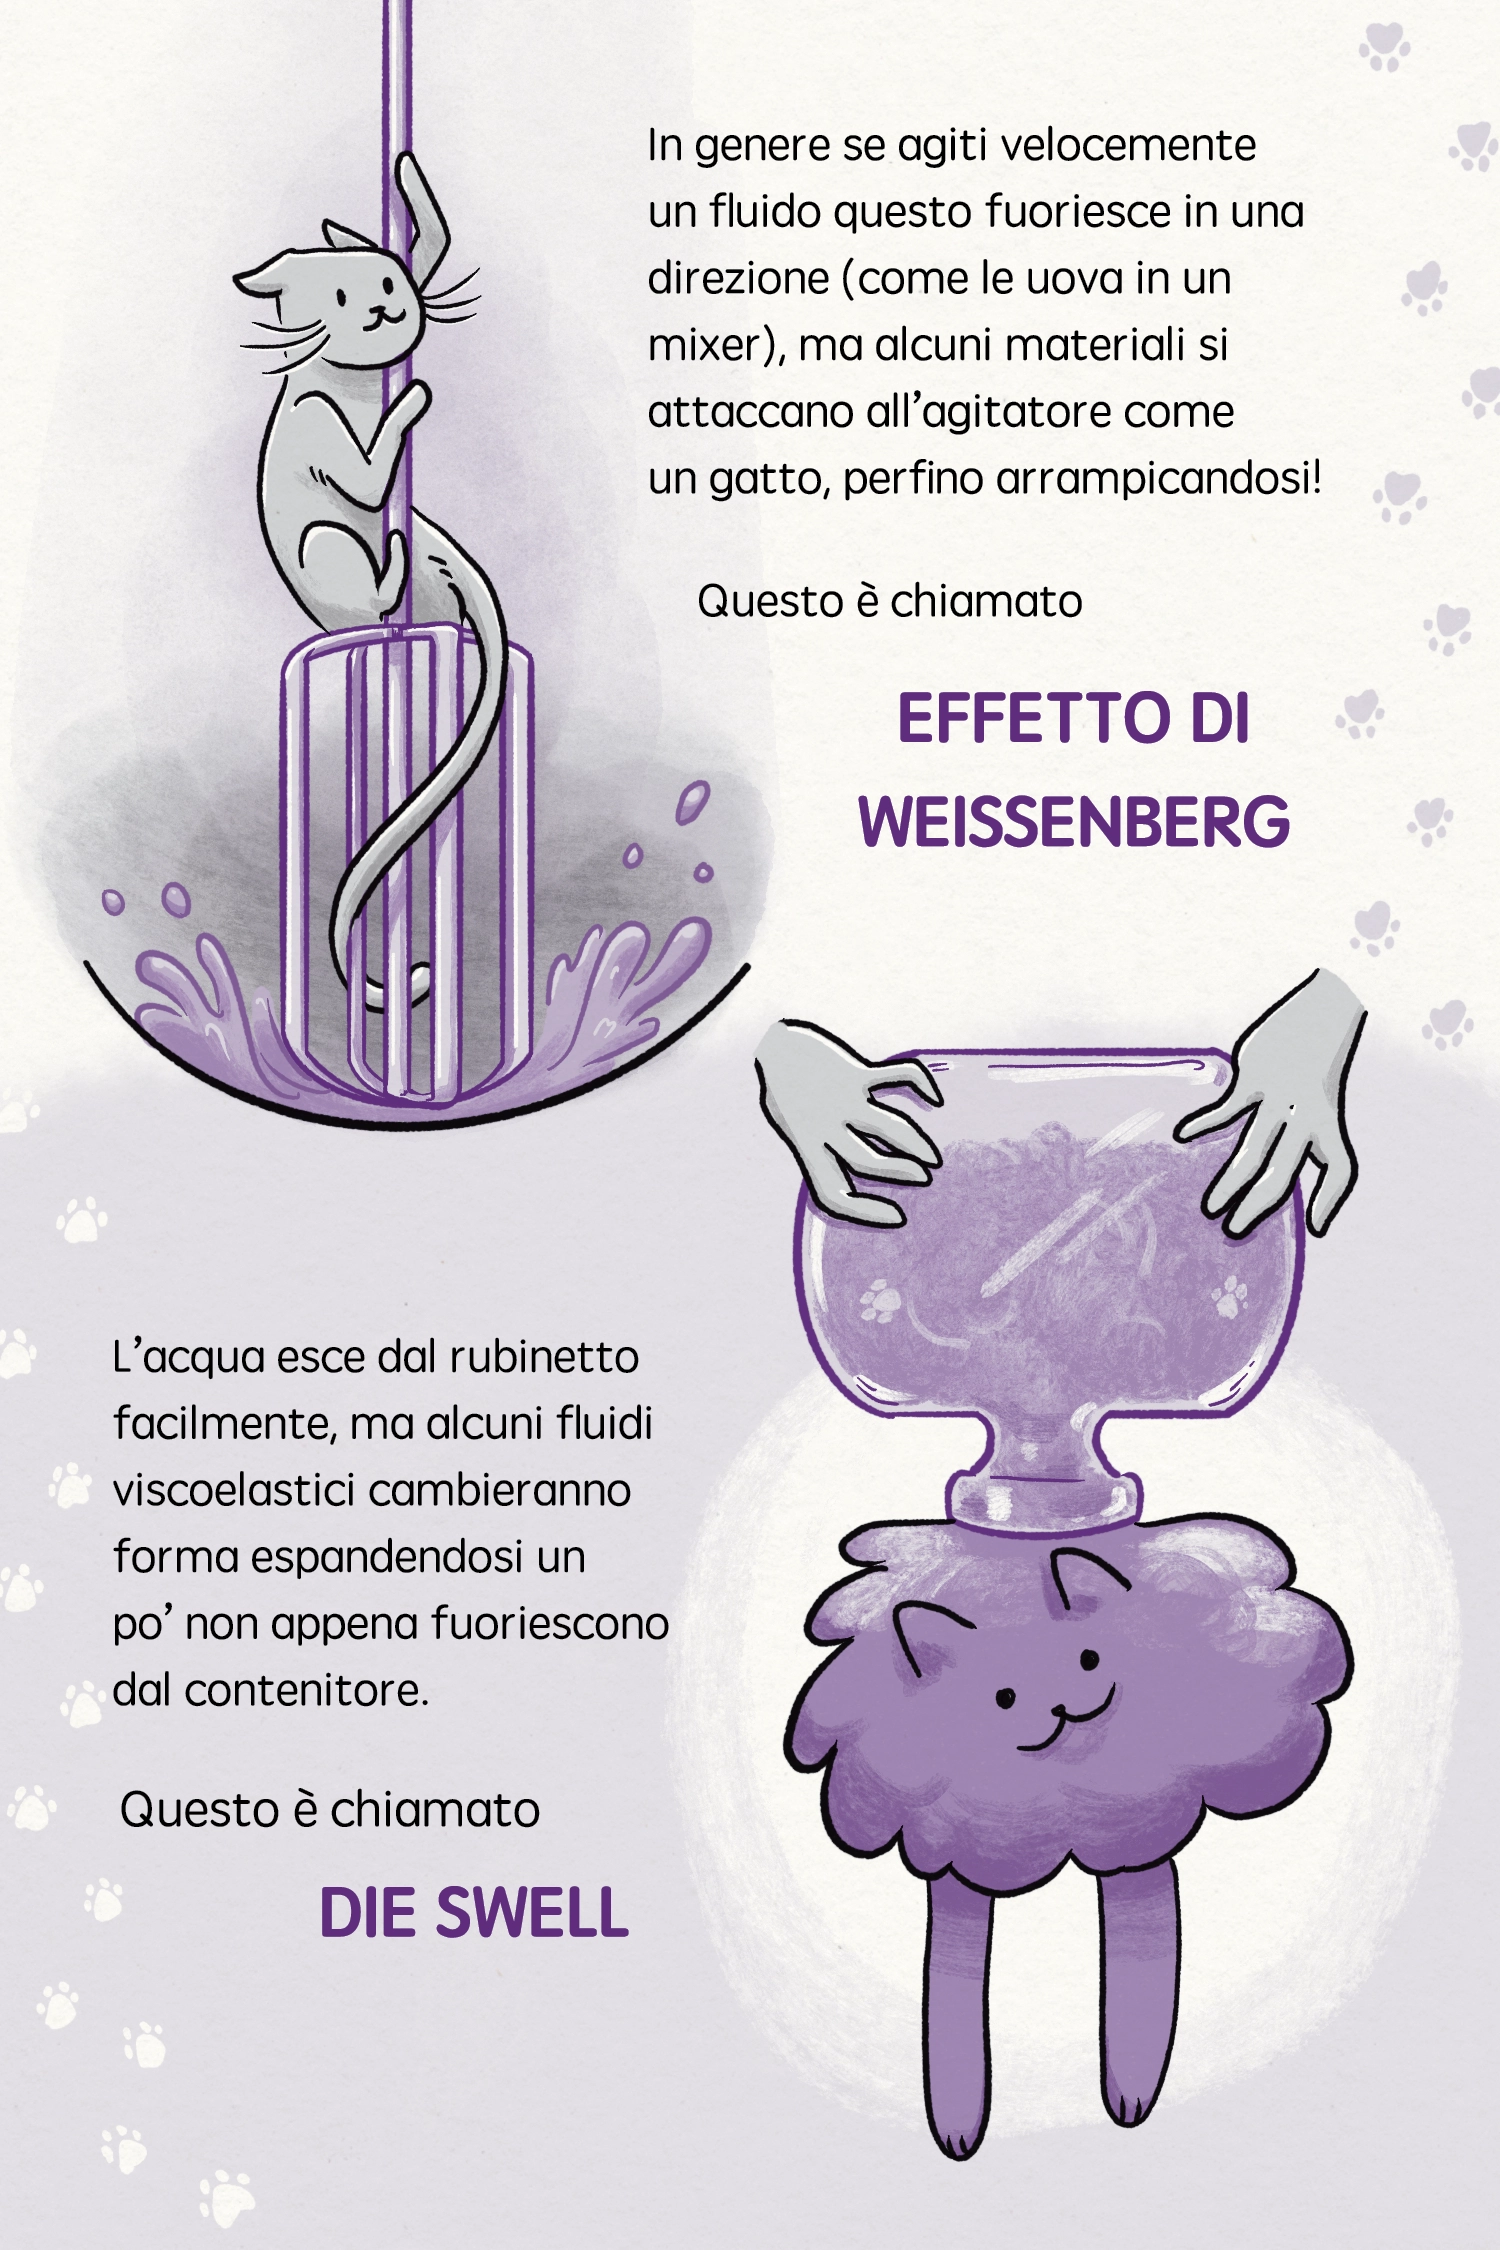 In genere se agiti velocemente
un fluido questo fuoriesce in una
direzione (come le uova in un
mixer), ma alcuni materiali si
attaccano all’agitatore come
un gatto, perfino arrampicandosi!
Questo è chiamato
EFFETTO DI
WEISSENBERG
L’acqua esce dal rubinetto
facilmente, ma alcuni fluidi
viscoelastici cambieranno
forma espandendosi un
po’ non appena fuoriescono
dal contenitore.
Questo è chiamato
DIE SWELL